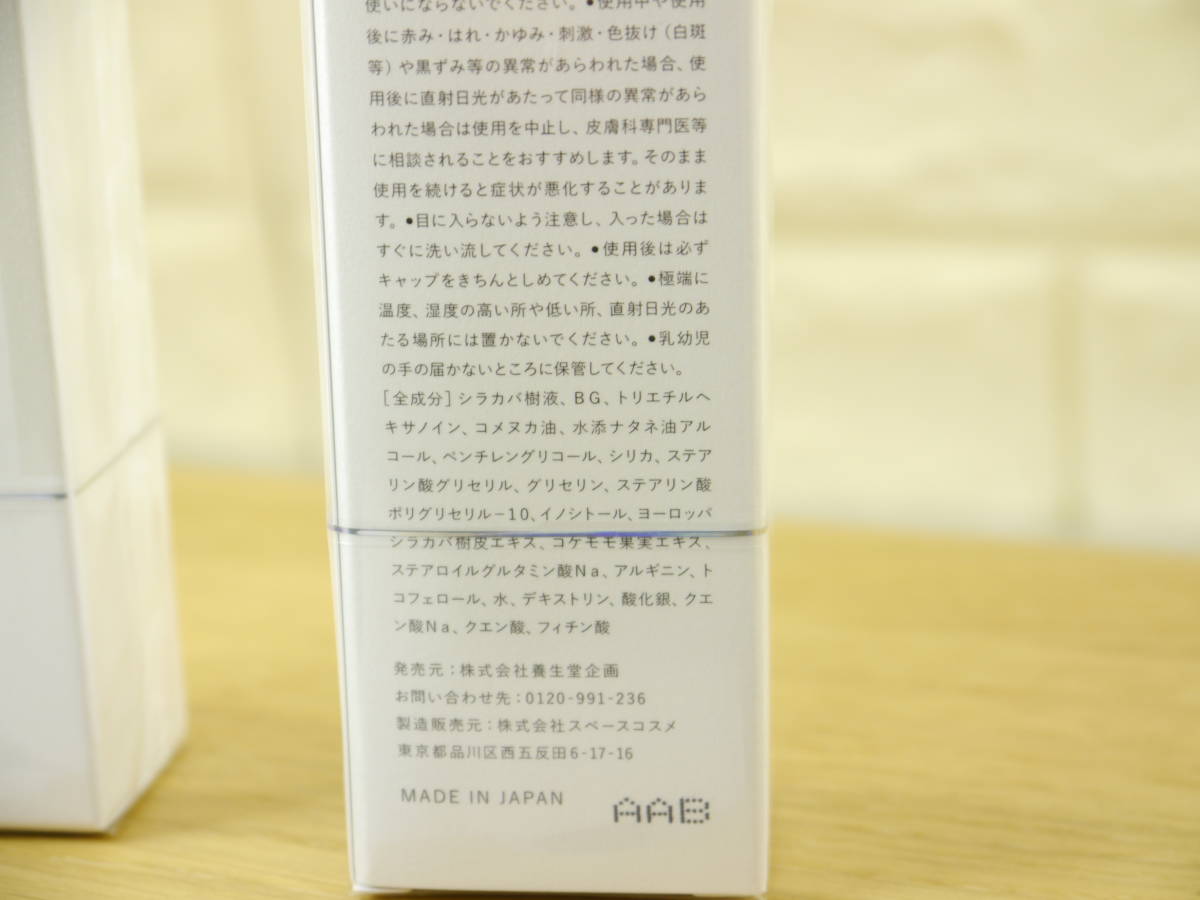 使いにならないでください。●使用中や使用
後に赤み・はれ・かゆみ・刺激・色抜け(白斑
等)や黒ずみ等の異常があらわれた場合、使
用後に直射日光があたって同様の異常があら
われた場合は使用を中止し、皮膚科専門医等
に相談されることをおすすめします。そのまま
使用を続けると症状が悪化することがありま
す。●目に入らないよう注意し、入った場合は
すぐに洗い流してください。●使用後は必ず
キャップをきちんとしめてください。●極端に
温度、湿度の高い所や低い所、直射日光のあ
たる場所には置かないでください。●乳幼児
の手の届かないところに保管してください。
[全成分]シラカバ樹液、BG、トリエチルヘ
キサノイン、コメヌカ油、水添ナタネ油アル
コール、ペンチレングリコール、シリカ、ステア
リン酸グリセリル、グリセリン、ステアリン酸
ポリグリセリル-10、イノシトール、ヨーロッパ
シラカバ樹皮エキス、コケモモ果実エキス、
ステアロイルグルタミン酸Na、アルギニン、ト
コフェロール、水、デキストリン、酸化銀、クエ
ン酸Na、クエン酸、フィチン酸
発売元:株式会社養生堂企画
お問い合わせ先:0120-991-236
製造販売元:株式会社スペースコスメ
東京都品川区西五反田6-17-16
MADE IN JAPAN
AAB